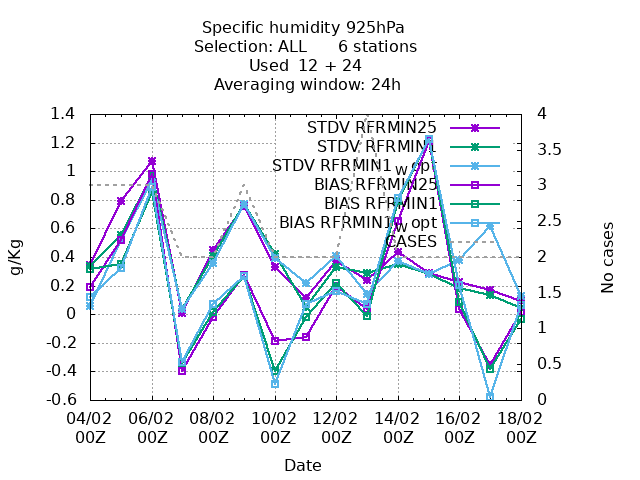 Specific humidity 925hPa
Selection: ALL 6 stations
Used 12 + 24
Averaging window: 24h
1.4
1.2
1
0.8
0.6
0.4
0.2
0
-0.2
-0.4
-0.6
g/Kg
4
3.5
3
2.5
2
1.5
1
0.5
0
No cases
STDV RFRMIN25
STDV RFRMIN1
STDV RFRMIN1w opt
BIAS RFRMIN25
BIAS RFRMIN1
BIAS RFRMIN1w opt
CASES
04/02 06/02 08/02 10/02 12/02 14/02 16/02 18/02
00Z 00Z 00Z 00Z 00Z 00Z 00Z 00Z
Date